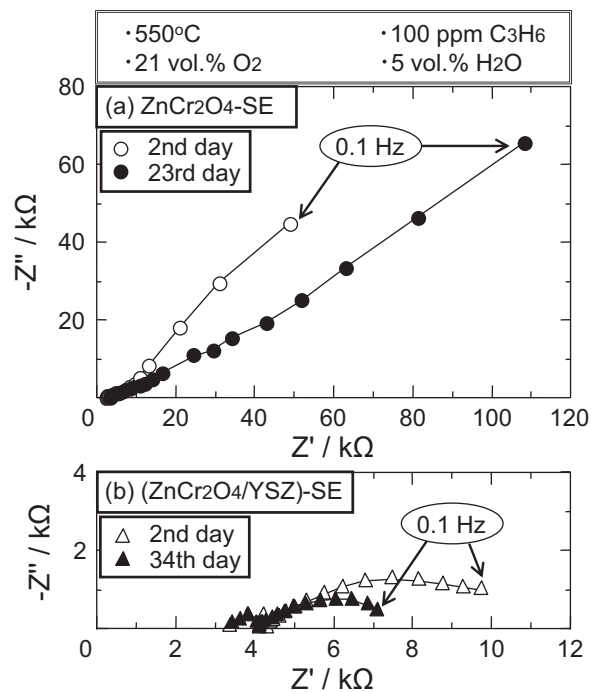 ·550oC ·100 ppm C3H6
·21 vol.% O2 ·5 vol.% H2O
80
(a) ZnCr2O4-SE
2nd day
23rd day
0.1 Hz
60
40
20
-Z" / kΩ
0 20 40 60 80 100 120
Z' / kΩ
4
(b) (ZnCr2O4/YSZ)-SE
2nd day
34th day
0.1 Hz
2
-Z" / kΩ
0
0 2 4 6 8 10 12
Z' / kΩ